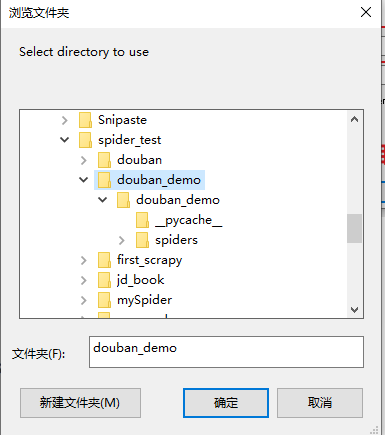 浏览文件夹
Select directory to use
Snipaste
spider_test
douban
douban_demo
douban_demo
__pycache__
spiders
first_scrapy
jd_book
mySpider
文件夹(F):
douban_demo
新建文件夹(M)
确定
取消